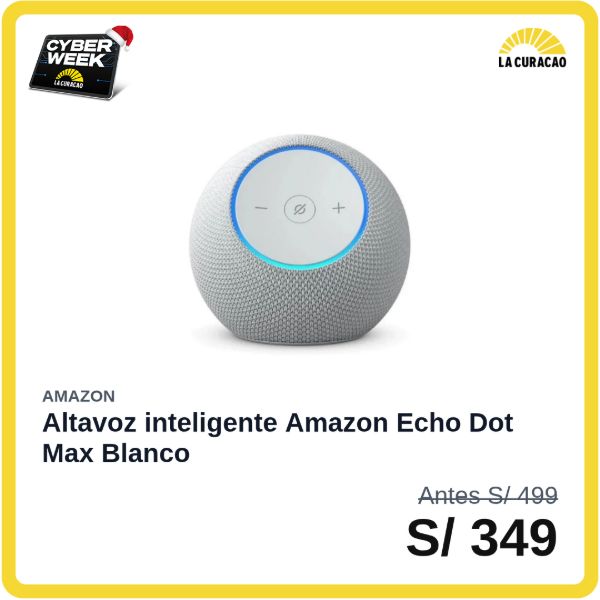 CYBER
WEEK
LA CURACAO
LA CURACAO
AMAZON
Altavoz inteligente Amazon Echo Dot
Max Blanco
Antes S/ 499
S/ 349